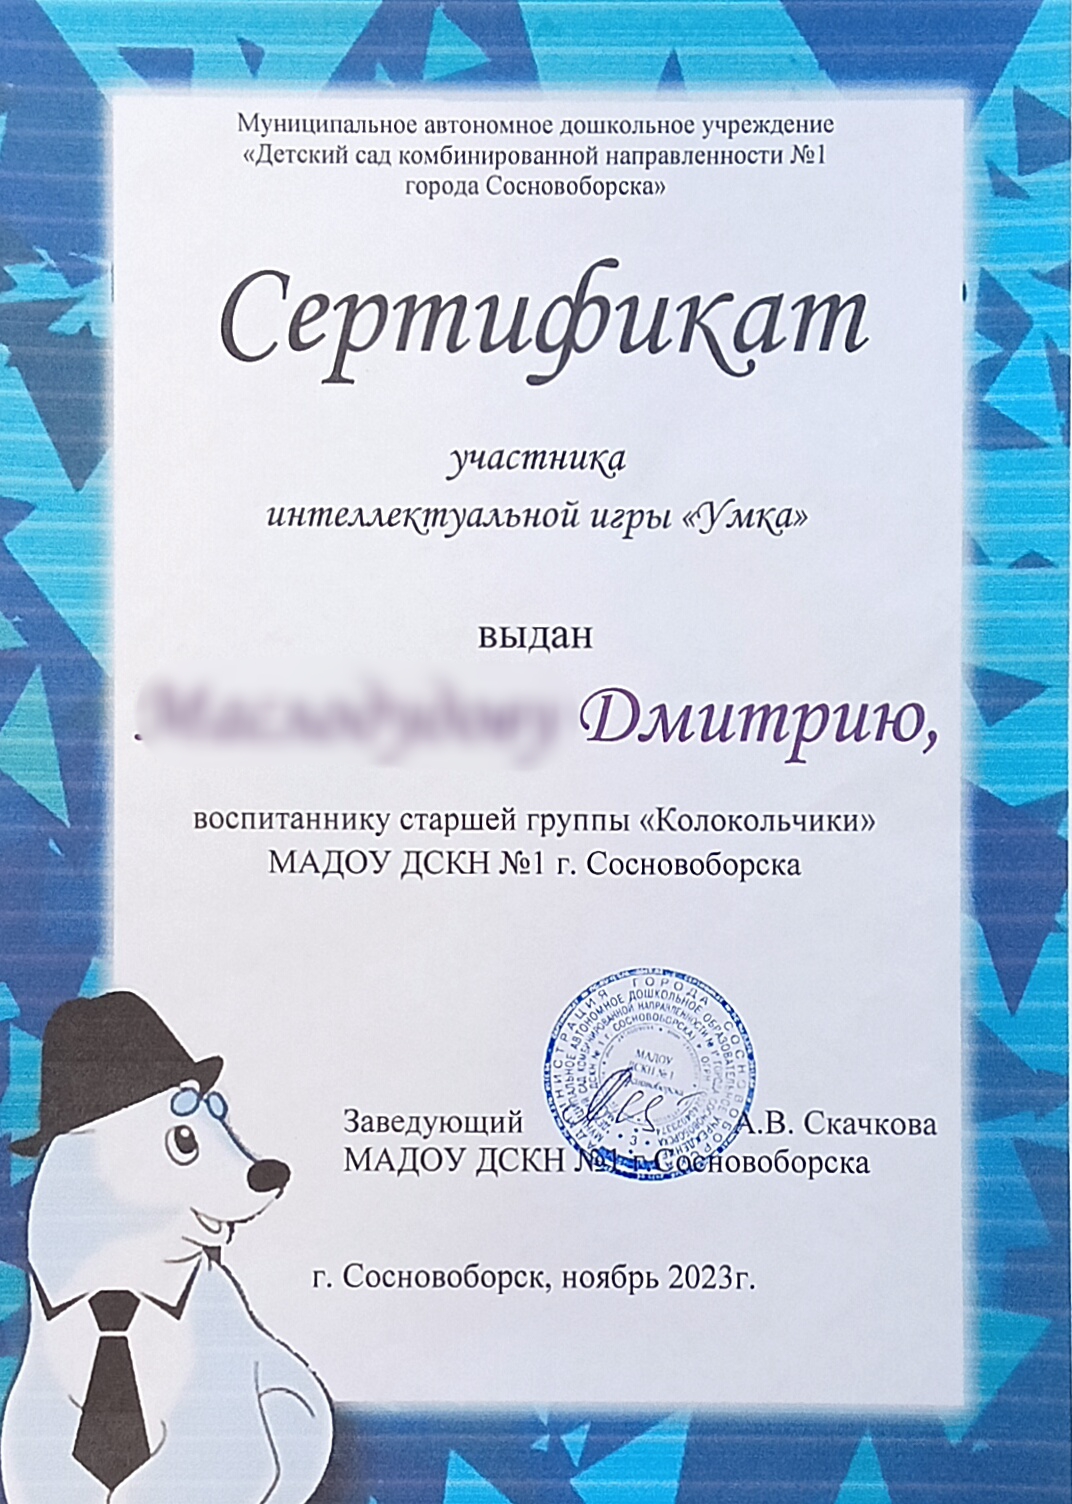 Муниципальное автономное дошкольное учреждение
«Детский сад комбинированной направленности №1
города Сосновоборска»
Сертификат
участника
интеллектуальной игры «Умка»
выдан
Дмитрию,
воспитаннику старшей группы «Колокольчики»
МАДОУ ДСКН №1 г. Сосновоборска
Заведующий А.В. Скачкова
МАДОУ ДСКН №1 г. Сосновоборска
г. Сосновоборск, ноябрь 2023г.